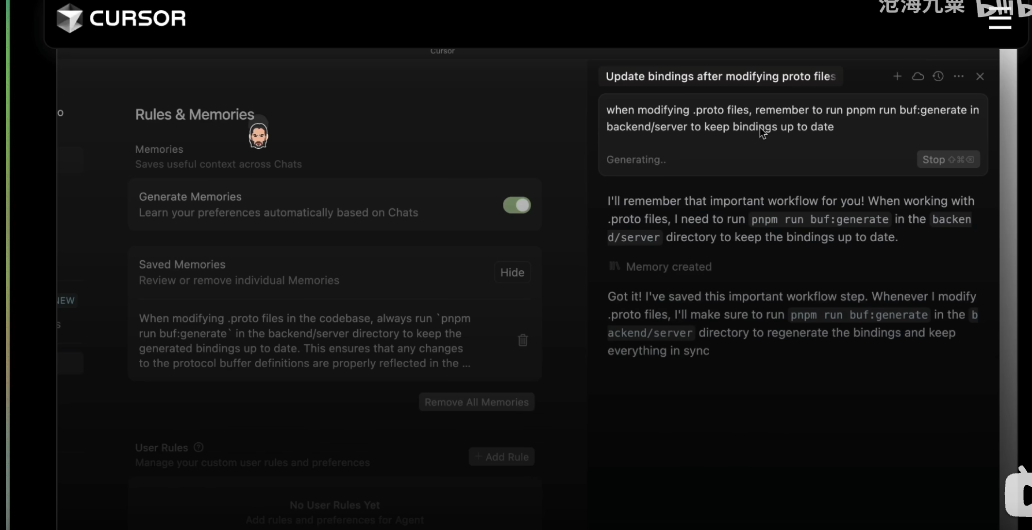 沧海九粟 bilibili
CURSOR
Cursor
Rules & Memories
Memories
Saves useful context across Chats
Generate Memories
Learn your preferences automatically based on Chats
Saved Memories
Review or remove individual Memories
Hide
NEW
When modifying .proto files in the codebase, always run `pnpm
run buf:generate` in the backend/server directory to keep the
generated bindings up to date. This ensures that any changes
to the protocol buffer definitions are properly reflected in the ...
Remove All Memories
User Rules
Manage your custom user rules and preferences
+ Add Rule
No User Rules Yet
Add rules and preferences for Agent
Update bindings after modifying proto files
when modifying .proto files, remember to run pnpm run buf:generate in
backend/server to keep bindings up to date
Generating..
Stop
I'll remember that important workflow for you! When working with
.proto files, I need to run pnpm run buf:generate in the backen
d/server directory to keep the bindings up to date.
Memory created
Got it! I've saved this important workflow step. Whenever I modify
.proto files, I'll make sure to run pnpm run buf:generate in the b
ackend/server directory to regenerate the bindings and keep
everything in sync